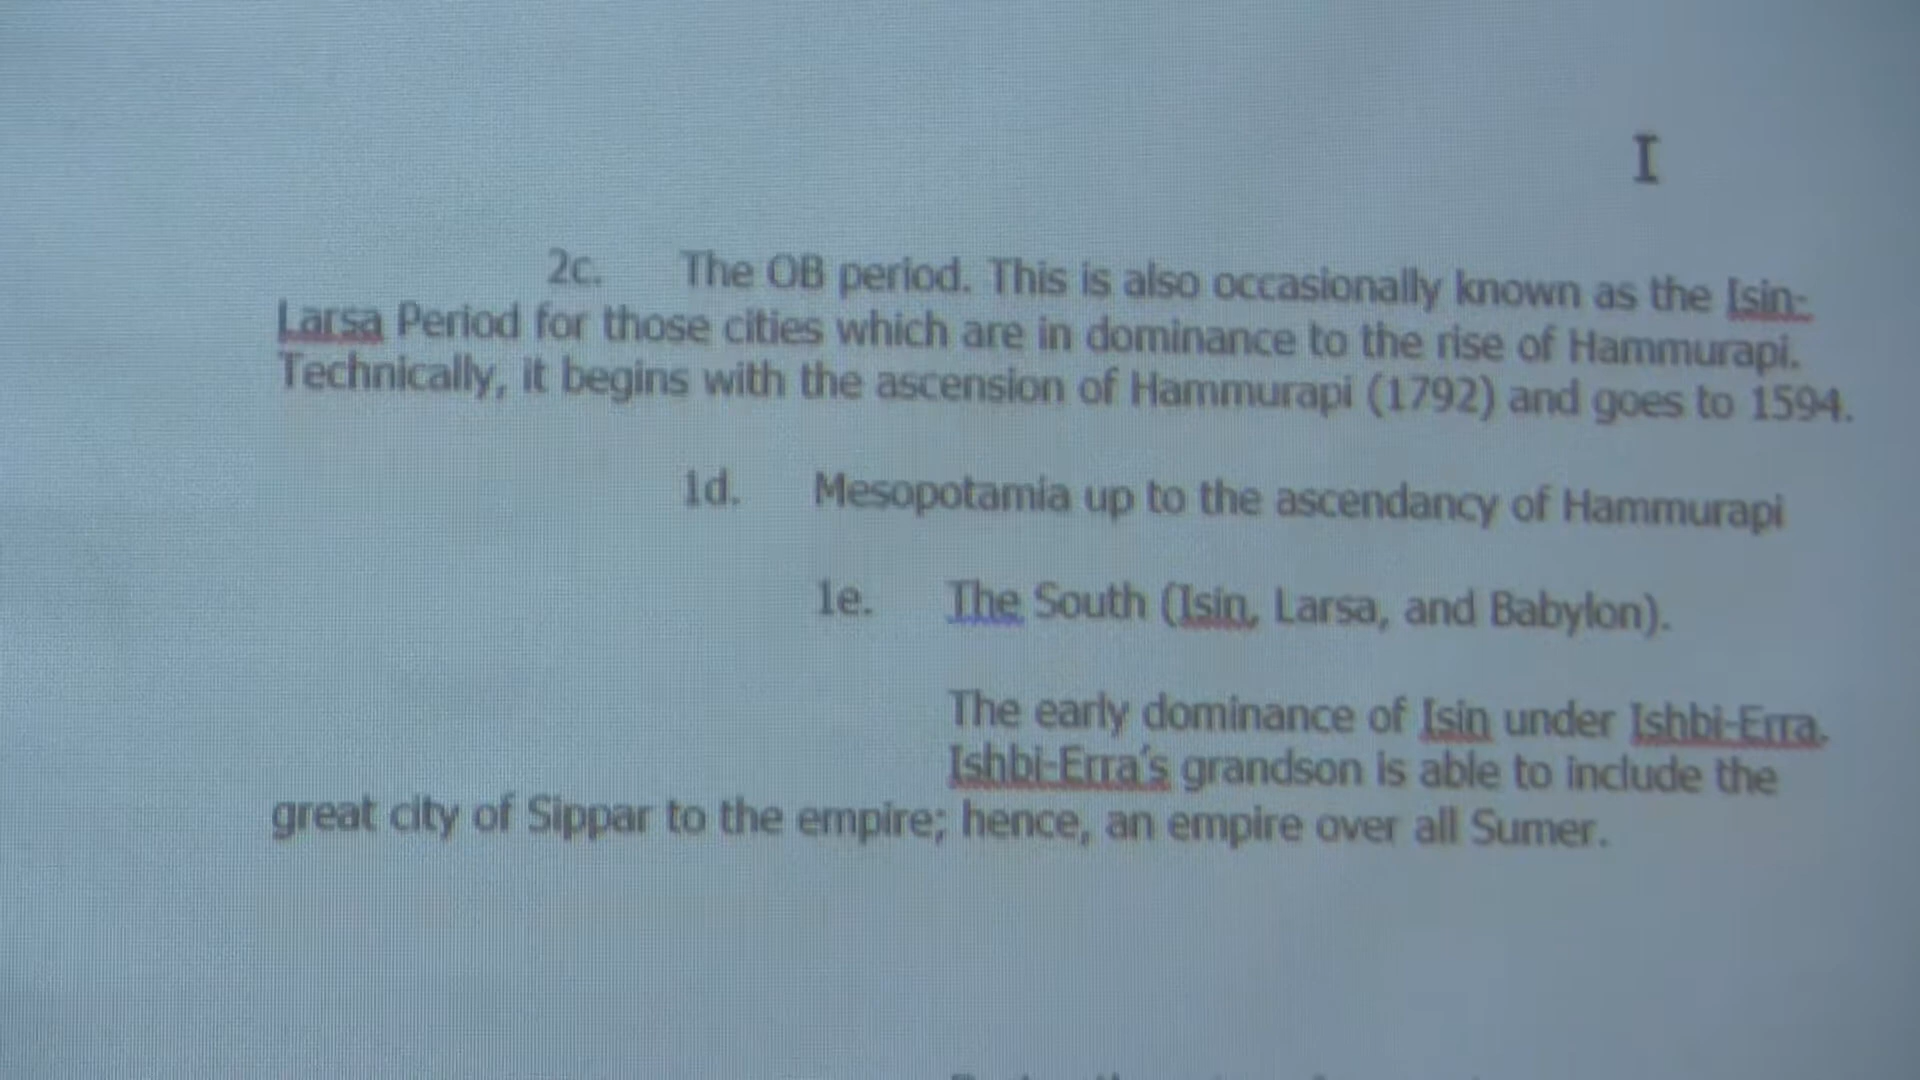 2c. The OB period. This is also occasionally known as the Isin-
Larsa Period for those cities which are in dominance to the rise of Hammurapi.
Technically, it begins with the ascension of Hammurapi (1792) and goes to 1594.
1d. Mesopotamia up to the ascendancy of Hammurapi
1e. The South (Isin, Larsa, and Babylon).
The early dominance of Isin under Ishbi-Erra.
Ishbi-Erra's grandson is able to include the
great city of Sippar to the empire; hence, an empire over all Sumer.